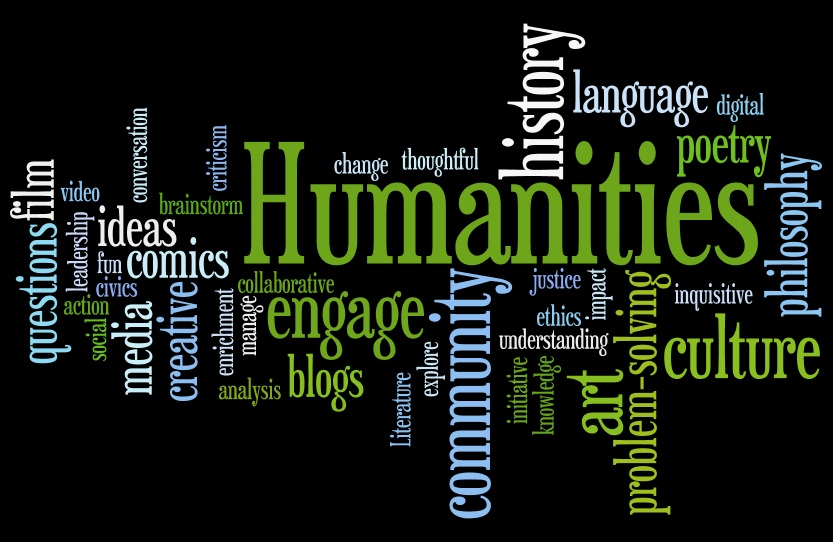 history
language
digital
conversation
criticism
Humanities
change
thoughtful
poetry
philosophy
film
video
brainstorm
leadership
ideas
questions
fun
comics
civics
collaborative
action
social
media
creative
enrichment
manage
engage
community
justice
impact
ethics
understanding
problem-solving
inquisitive
culture
analysis
blogs
explore
Literature
initiative
knowledge
art